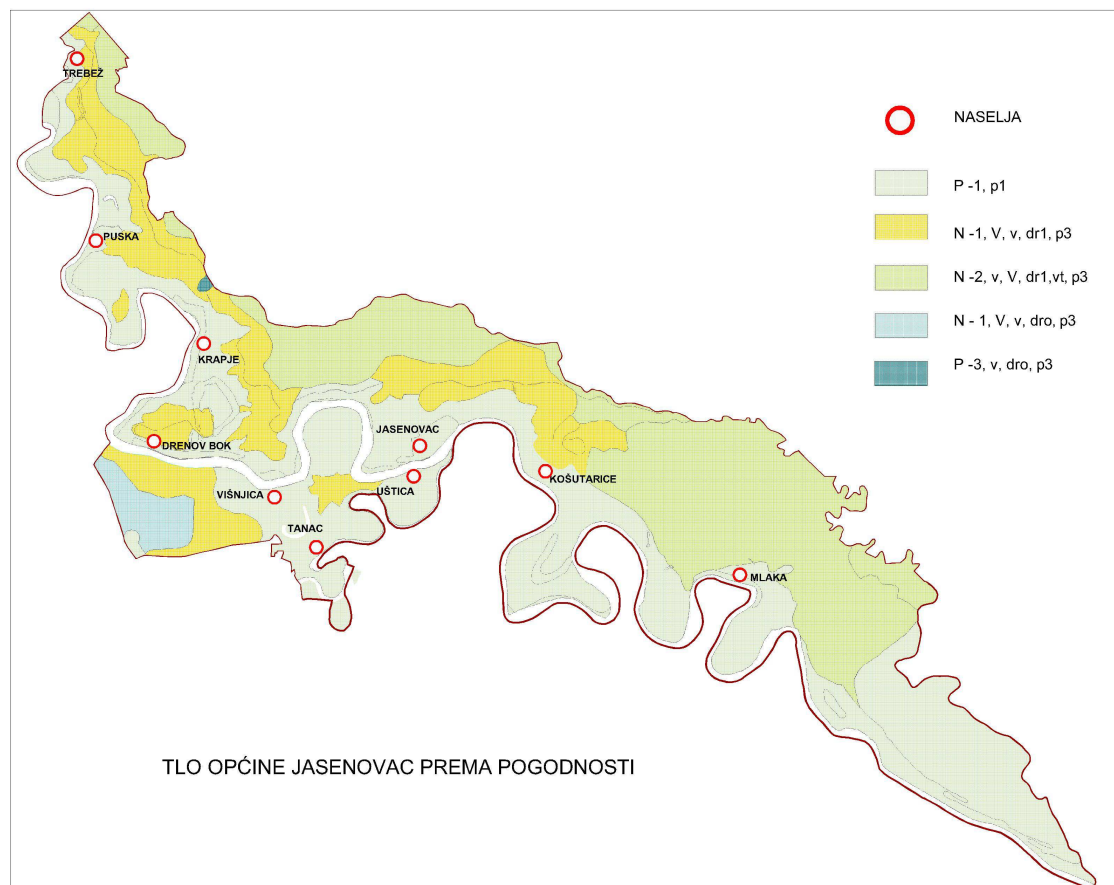 TREBEŽ
NASELJA
P -1, p1
N -1, V, v, dr1, p3
PUSKA
N -2, v, V, dr1,vt, p3
N - 1, V, v, dro, p3
KRAPJE
P -3, v, dro, p3
JASENOVAC
DRENOV BOK
KOŠUTARICE
UŠTICA
VIŠNJICA
TANAC
MLAKA
TLO OPĆINE JASENOVAC PREMA POGODNOSTI